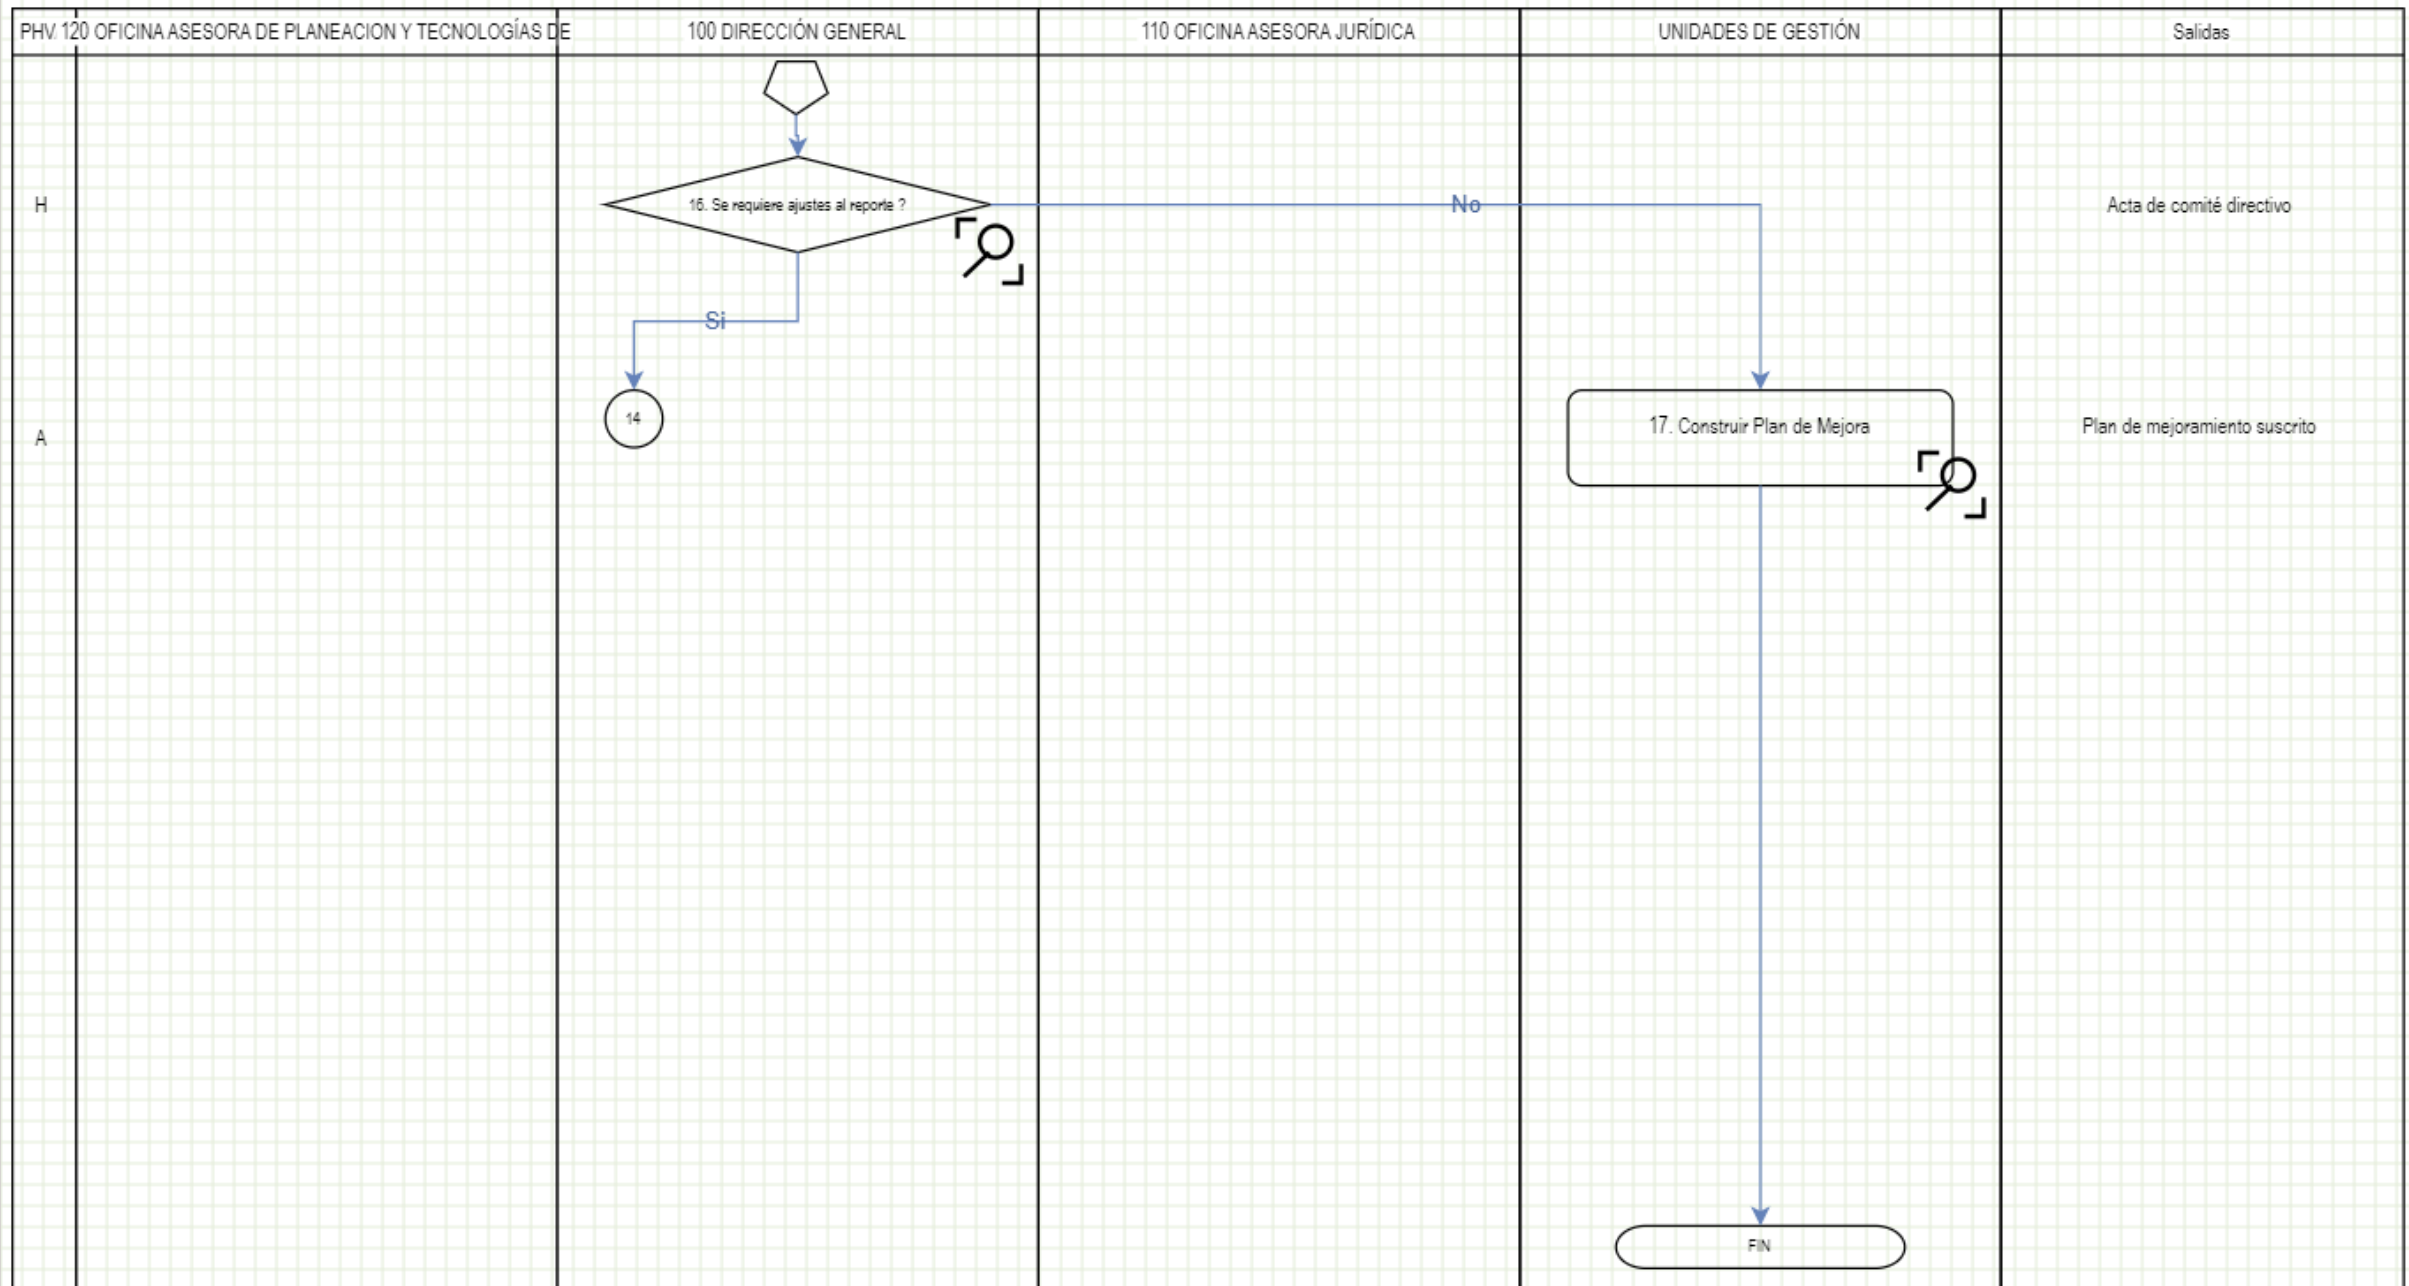 PHV. 120 OFICINA ASESORA DE PLANEACION Y TECNOLOGÍAS DE
100 DIRECCIÓN GENERAL
110 OFICINA ASESORA JURÍDICA
UNIDADES DE GESTIÓN
Salidas
H
16. Se requiere ajustes al reporte ?
No
Acta de comité directivo
Si
A
14
17. Construir Plan de Mejora
Plan de mejoramiento suscrito
FIN